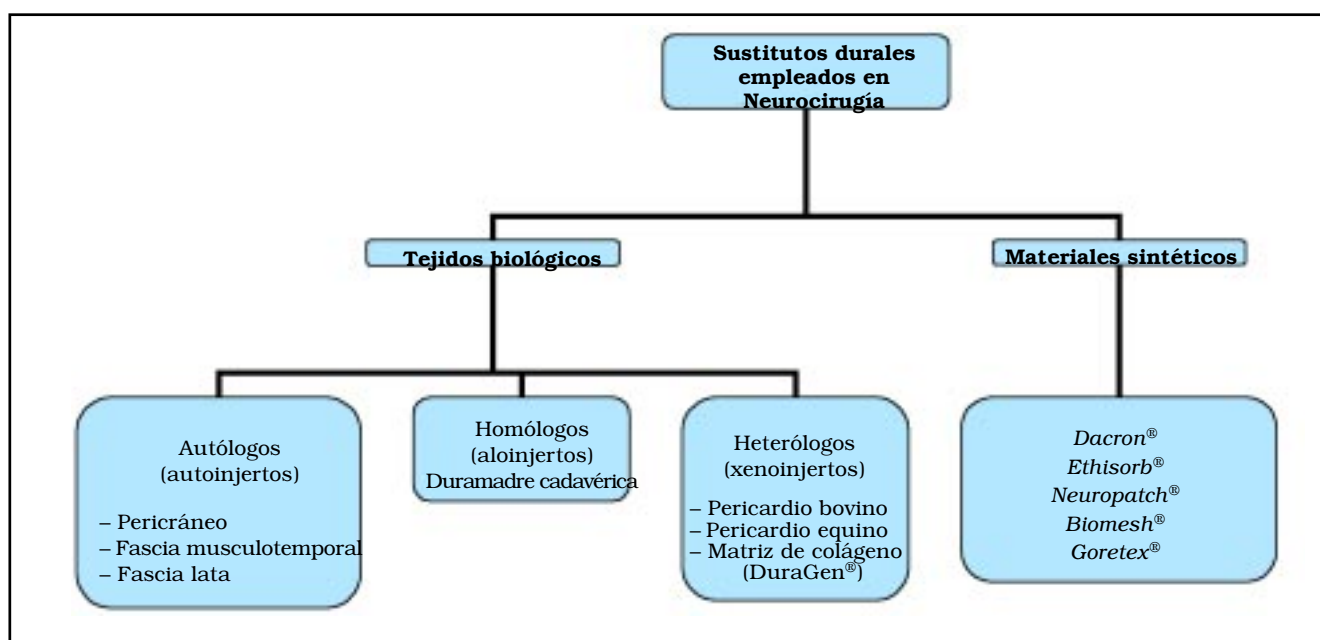 Sustitutos durales
empleados en
Neurocirugía
Tejidos biológicos
Materiales sintéticos
Autólogos
(autoinjertos)
– Pericráneo
– Fascia musculotemporal
– Fascia lata
Homólogos
(aloinjertos)
Duramadre cadavérica
Heterólogos
(xenoinjertos)
– Pericardio bovino
– Pericardio equino
– Matriz de colágeno
(DuraGen®)
Dacron®
Ethisorb®
Neuropatch®
Biomesh®
Goretex®